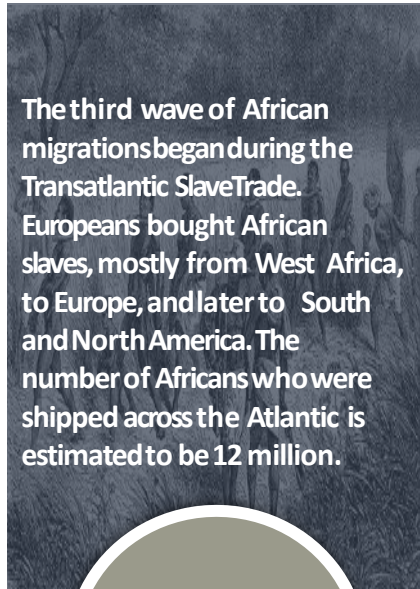 The third wave of African
migrations began during the
Transatlantic Slave Trade.
Europeans bought African
slaves, mostly from West Africa,
to Europe, and later to South
and North America. The
number of Africans who were
shipped across the Atlantic is
estimated to be 12 million.